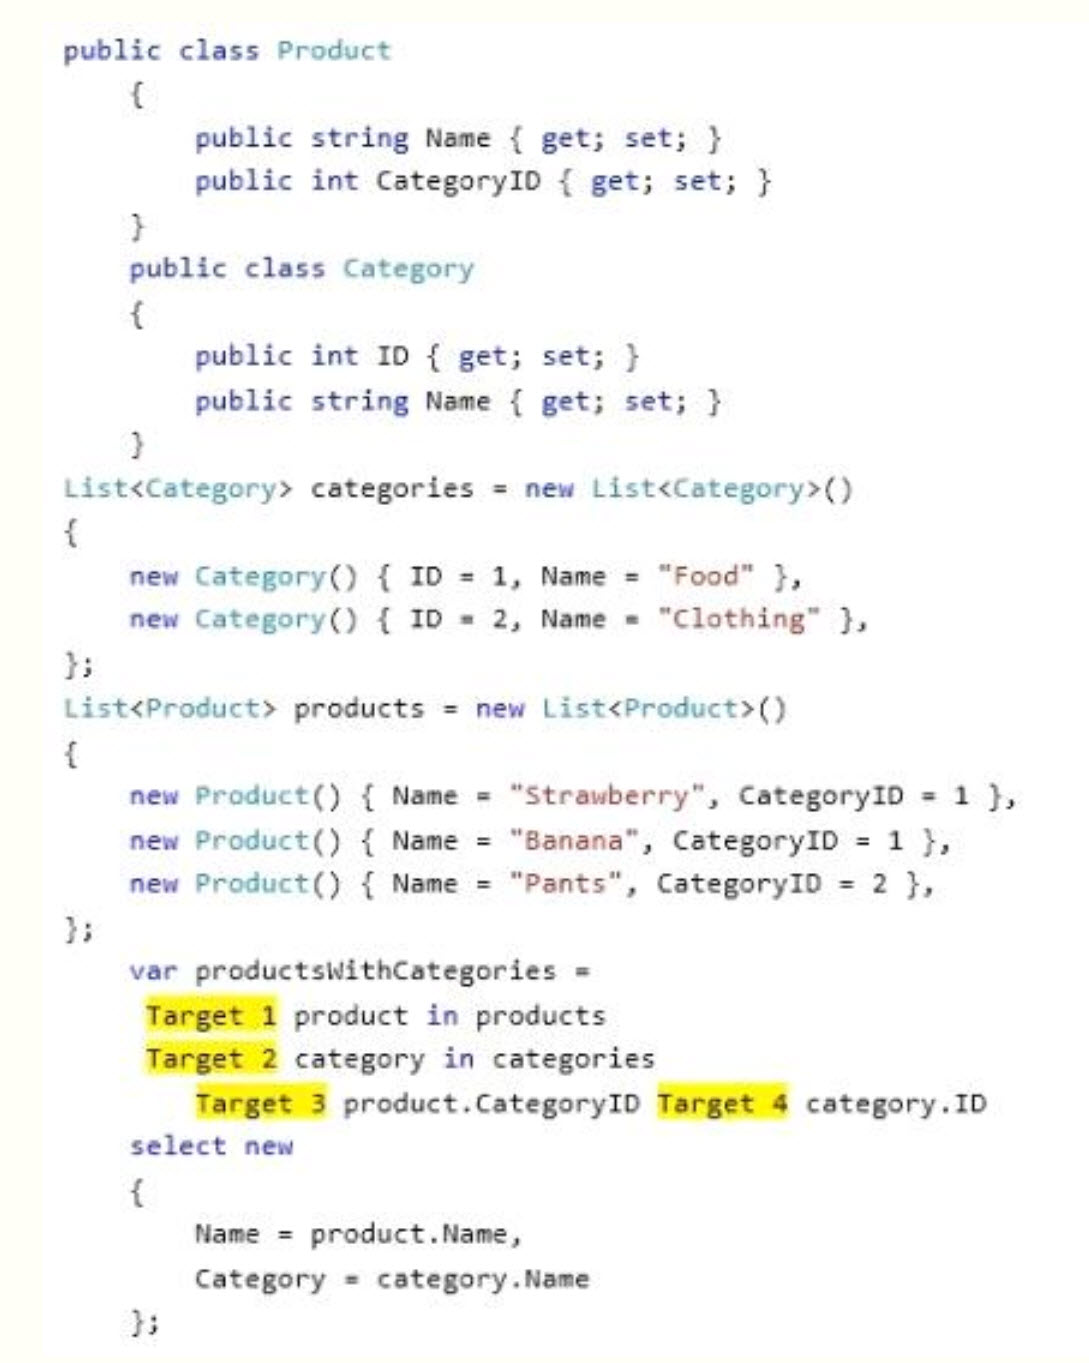 public class Product
{
public string Name { get; set; }
public int CategoryID { get; set; }
}
public class Category
{
public int ID { get; set; }
public string Name { get; set; }
}
List<Category> categories = new List<Category>()
{
new Category() { ID = 1, Name = "Food" },
new Category() { ID = 2, Name = "Clothing" },
};
List<Product> products = new List<Product>()
{
new Product() { Name = "Strawberry", CategoryID = 1 },
new Product() { Name = "Banana", CategoryID = 1 },
new Product() { Name = "Pants", CategoryID = 2 },
};
var productsWithCategories =
Target 1 product in products
Target 2 category in categories
Target 3 product.CategoryID Target 4 category.ID
select new
{
Name = product.Name,
Category = category.Name
};